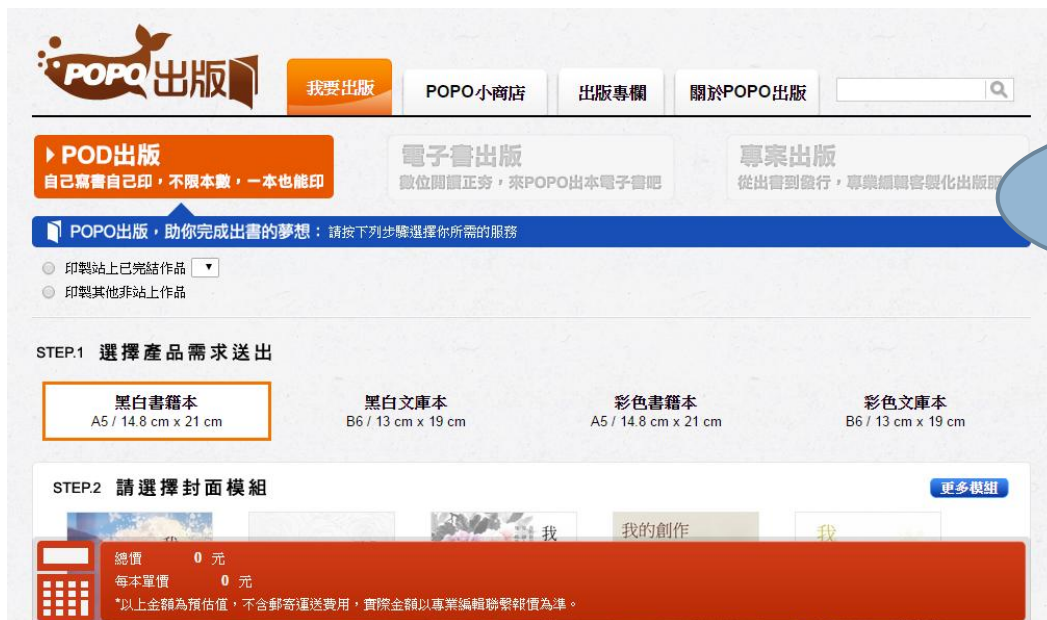 POPO出版
我要出版
POPO小商店
出版專欄
關於POPO出版
POD出版
自己寫書自己印，不限本數，一本也能印
電子書出版
數位閱讀正夯，來POPO出本電子書吧
專案出版
從出書到發行，專業編輯客製化出版
POPO出版，助你完成出書的夢想：請按下列步驟選擇你所需的服務
印製站上已完結作品
印製其他非站上作品
STEP.1 選擇產品需求送出
黑白書籍本
A5 / 14.8 cm x 21 cm
黑白文庫本
B6 / 13 cm x 19 cm
彩色書籍本
A5 / 14.8 cm x 21 cm
彩色文庫本
B6 / 13 cm x 19 cm
STEP.2 請選擇封面模組
更多模組
我
我的創作
我
總價 0 元
每本單價 0 元
*以上金額為預估值，不含郵寄運送費用，實際金額以專業編輯聯繫報價為準。